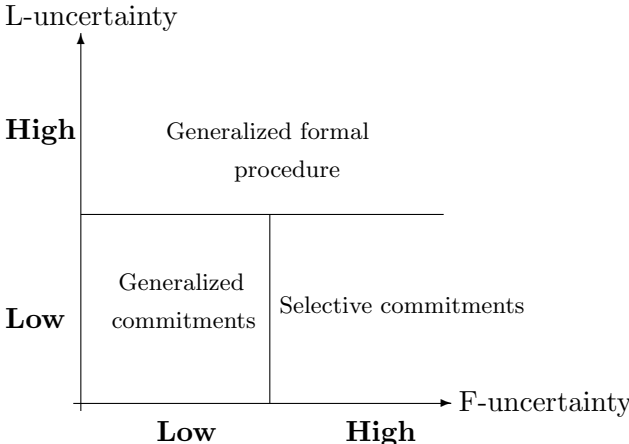 L-uncertainty
High
Generalized formal
procedure
Generalized
commitments
Selective commitments
Low
F-uncertainty
Low
High